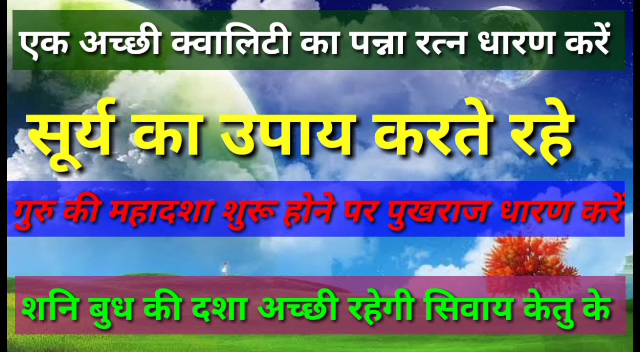 एक अच्छी क्वालिटी का पन्ना रत्न धारण करें
सूर्य का उपाय करते रहे
गुरु की महादशा शुरू होने पर पुखराज धारण करें
शनि बुध की दशा अच्छी रहेगी सिवाय केतु के